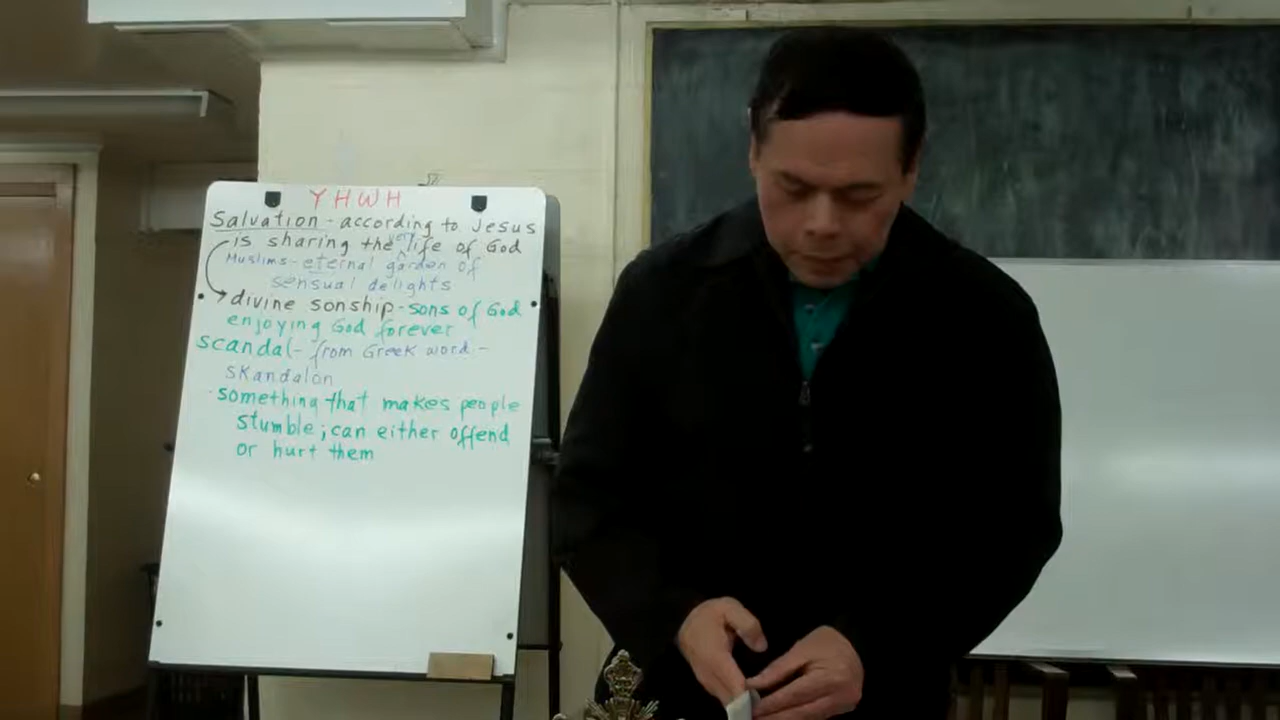 YHWH
Salvation - according to Jesus
is sharing the life of God
Muslims - eternal garden of
sensual delights
divine sonship - sons of God
enjoying God forever
scandal - from Greek word -
skandalon
· something that makes people
stumble; can either offend
or hurt them